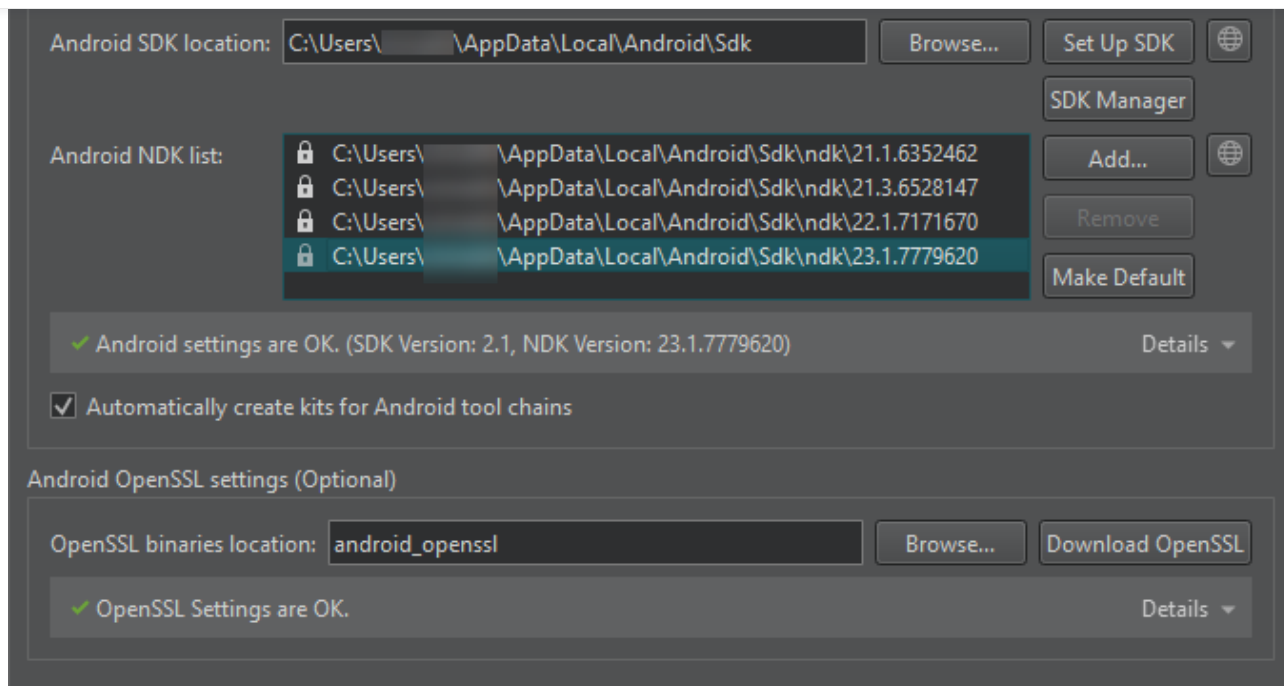 Android SDK location: C:\Users\ \AppData\Local\Android\Sdk Browse... Set Up SDK
SDK Manager
Android NDK list: C:\Users\ \AppData\Local\Android\Sdk\ndk\21.1.6352462 Add...
C:\Users\ \AppData\Local\Android\Sdk\ndk\21.3.6528147
C:\Users\ \AppData\Local\Android\Sdk\ndk\22.1.7171670 Remove
C:\Users\ \AppData\Local\Android\Sdk\ndk\23.1.7779620 Make Default
Android settings are OK. (SDK Version: 2.1, NDK Version: 23.1.7779620) Details
Automatically create kits for Android tool chains
Android OpenSSL settings (Optional)
OpenSSL binaries location: android_openssl Browse... Download OpenSSL
OpenSSL Settings are OK. Details